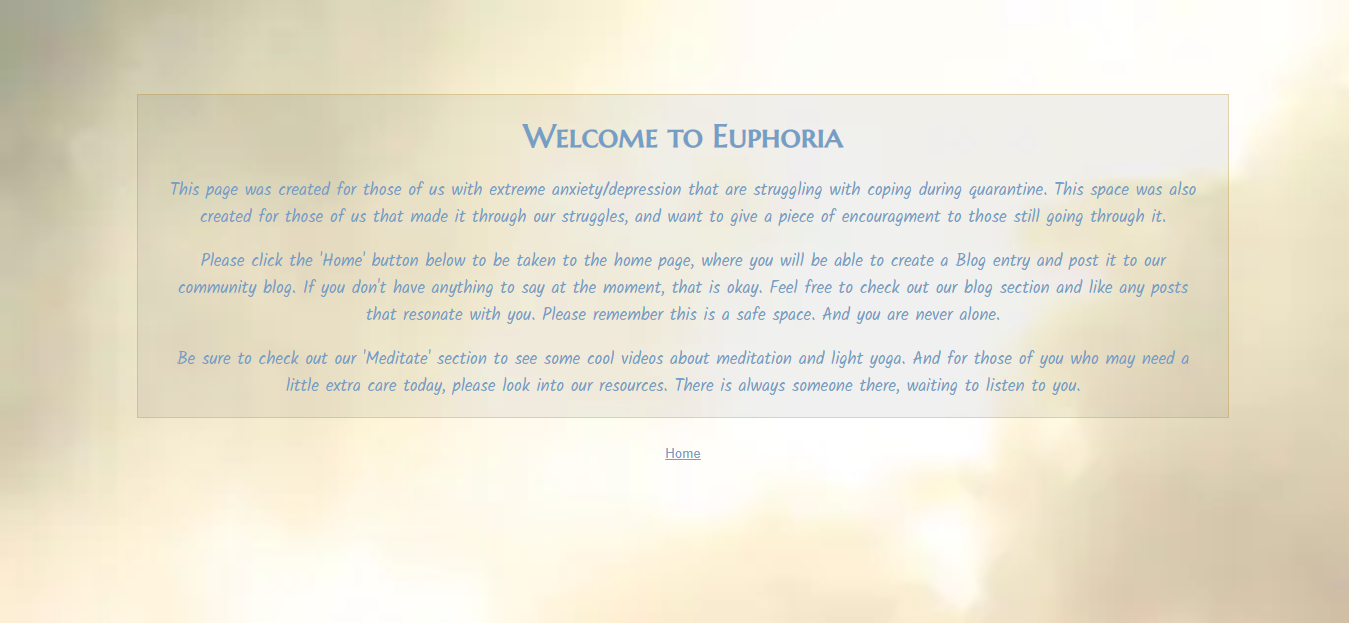 Welcome to Euphoria
This page was created for those of us with extreme anxiety/depression that are struggling with coping during quarantine. This space was also
created for those of us that made it through our struggles, and want to give a piece of encouragment to those still going through it.
Please click the 'Home' button below to be taken to the home page, where you will be able to create a Blog entry and post it to our
community blog. If you don't have anything to say at the moment, that is okay. Feel free to check out our blog section and like any posts
that resonate with you. Please remember this is a safe space. And you are never alone.
Be sure to check out our 'Meditate' section to see some cool videos about meditation and light yoga. And for those of you who may need a
little extra care today, please look into our resources. There is always someone there, waiting to listen to you.
Home